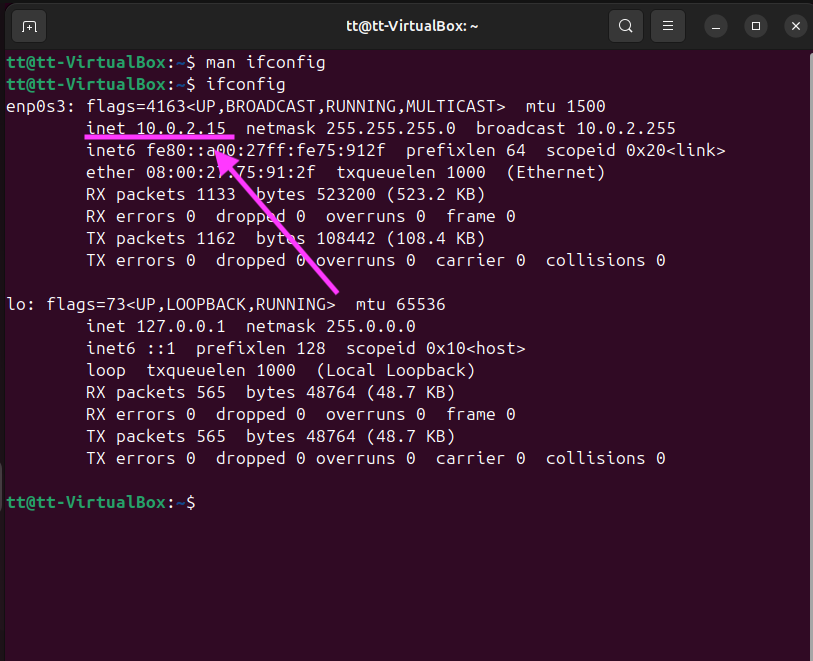 tt@tt-VirtualBox: ~
tt@tt-VirtualBox:~$ man ifconfig
tt@tt-VirtualBox:~$ ifconfig
enp0s3: flags=4163<UP,BROADCAST,RUNNING,MULTICAST>  mtu 1500
        inet 10.0.2.15  netmask 255.255.255.0  broadcast 10.0.2.255
        inet6 fe80::a00:27ff:fe75:912f  prefixlen 64  scopeid 0x20<link>
        ether 08:00:27:75:91:2f  txqueuelen 1000  (Ethernet)
        RX packets 1133  bytes 523200 (523.2 KB)
        RX errors 0  dropped 0  overruns 0  frame 0
        TX packets 1162  bytes 108442 (108.4 KB)
        TX errors 0  dropped 0 overruns 0  carrier 0  collisions 0

lo: flags=73<UP,LOOPBACK,RUNNING>  mtu 65536
        inet 127.0.0.1  netmask 255.0.0.0
        inet6 ::1  prefixlen 128  scopeid 0x10<host>
        loop  txqueuelen 1000  (Local Loopback)
        RX packets 565  bytes 48764 (48.7 KB)
        RX errors 0  dropped 0  overruns 0  frame 0
        TX packets 565  bytes 48764 (48.7 KB)
        TX errors 0  dropped 0 overruns 0  carrier 0  collisions 0

tt@tt-VirtualBox:~$